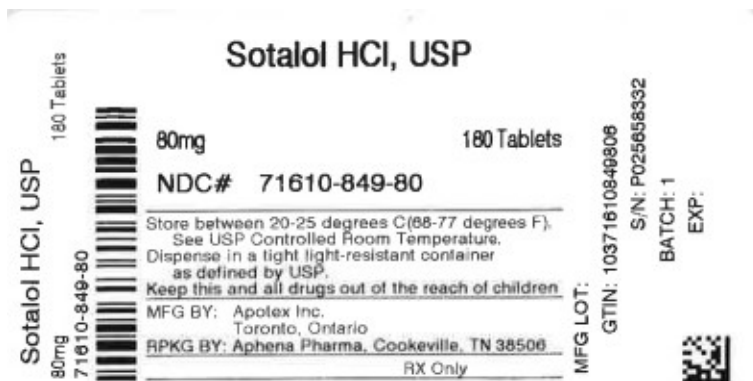 Sotalol HCl, USP
80mg 180 Tablets
NDC# 71610-849-80
Store between 20-25 degrees C(68-77 degrees F).
See USP Controlled Room Temperature.
Dispense in a tight light-resistant container
as defined by USP.
Keep this and all drugs out of the reach of children
MFG BY: Apotex Inc.
Toronto, Ontario
RPKG BY: Aphena Pharma, Cookeville, TN 38506
RX Only
Sotalol HCl, USP
80mg 180 Tablets
71610-849-80
MFG LOT:
GTIN: 10371610849806
S/N: P025658332
BATCH: 1
EXP: